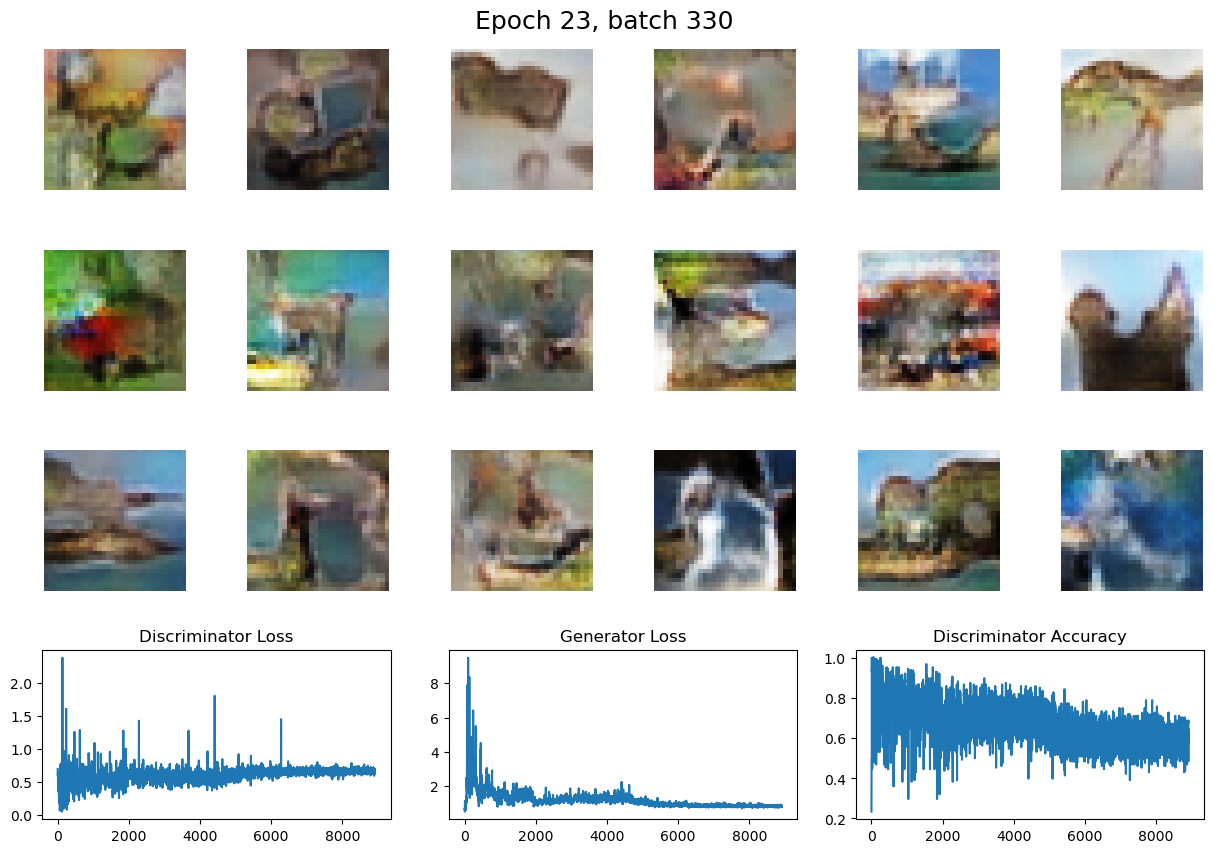 Epoch 23, batch 330
Discriminator Loss
Generator Loss
Discriminator Accuracy
2.0
1.5
1.0
0.5
0.0
0 2000 4000 6000 8000
8
6
4
2
0 2000 4000 6000 8000
1.0
0.8
0.6
0.4
0.2
0 2000 4000 6000 8000